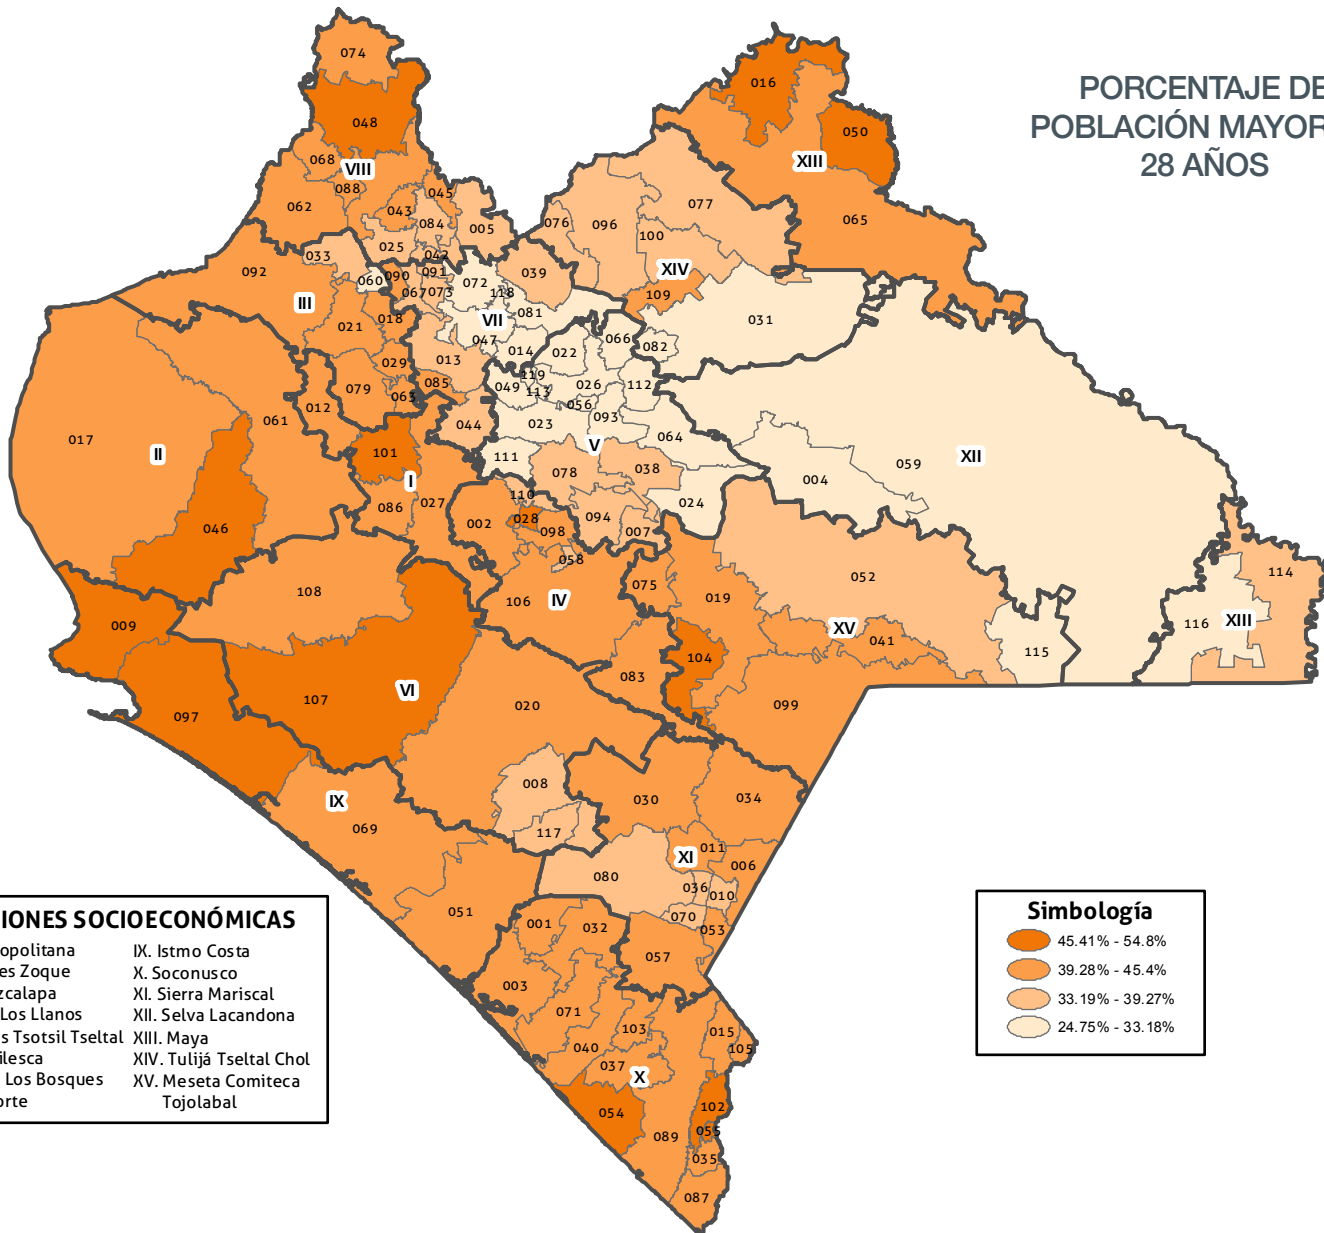 PORCENTAJE DE
POBLACIÓN MAYOR
28 AÑOS
074
048
016
050
068
VIII
088
XIII
062
043
045
084
005
076
096
077
065
025
042
100
033
092
060
090
091
067
073
072
118
039
XIV
109
III
018
021
VII
081
031
047
014
022
066
082
029
013
119
079
063
085
049
113
026
112
012
056
093
044
023
064
017
II
061
101
111
V
XII
059
078
038
004
I
086
027
110
024
046
002
028
098
094
007
058
052
114
108
075
106
IV
019
009
XV
041
116
XIII
115
104
083
107
VI
099
097
020
008
030
034
IX
069
117
XI
011
006
080
036
010
070
053
051
001
032
057
003
071
103
015
105
040
037
X
054
102
055
089
035
087
IONES SOCIOECONÓMICAS
opolitana
es Zoque
zcalapa
Los Llanos
s Tsotsil Tseltal
ilesca
Los Bosques
orte
IX. Istmo Costa
X. Soconusco
XI. Sierra Mariscal
XII. Selva Lacandona
XIII. Maya
XIV. Tulijá Tseltal Chol
XV. Meseta Comiteca
Tojolabal
Simbología
45.41% - 54.8%
39.28% - 45.4%
33.19% - 39.27%
24.75% - 33.18%